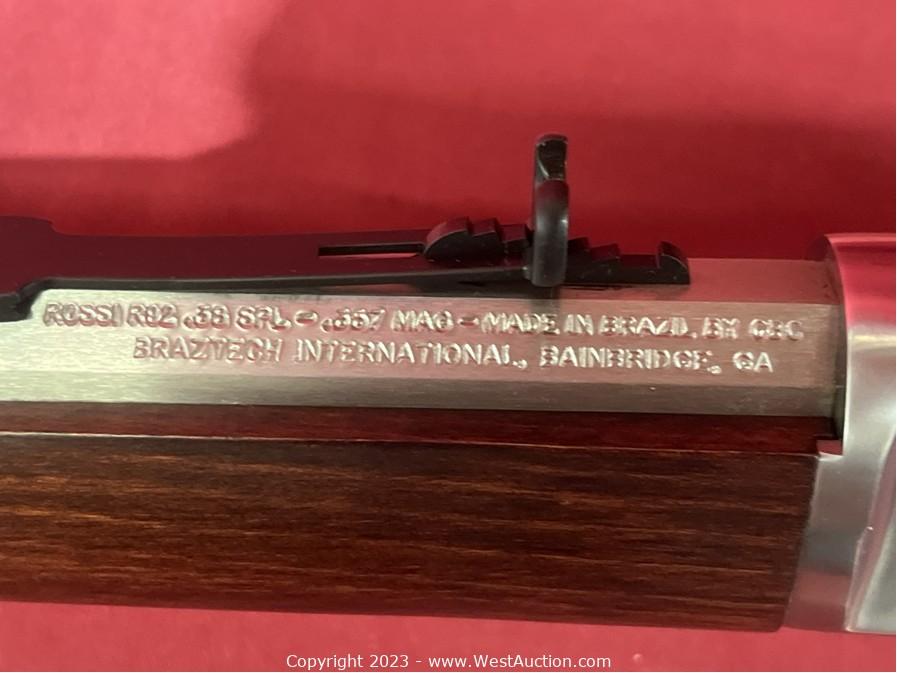 ROSSI R92 .38 SPL - .357 MAG - MADE IN BRAZIL BY CBC
BRAZTECH INTERNATIONAL, BAINBRIDGE, GA
Copyright 2023 - www.WestAuction.com